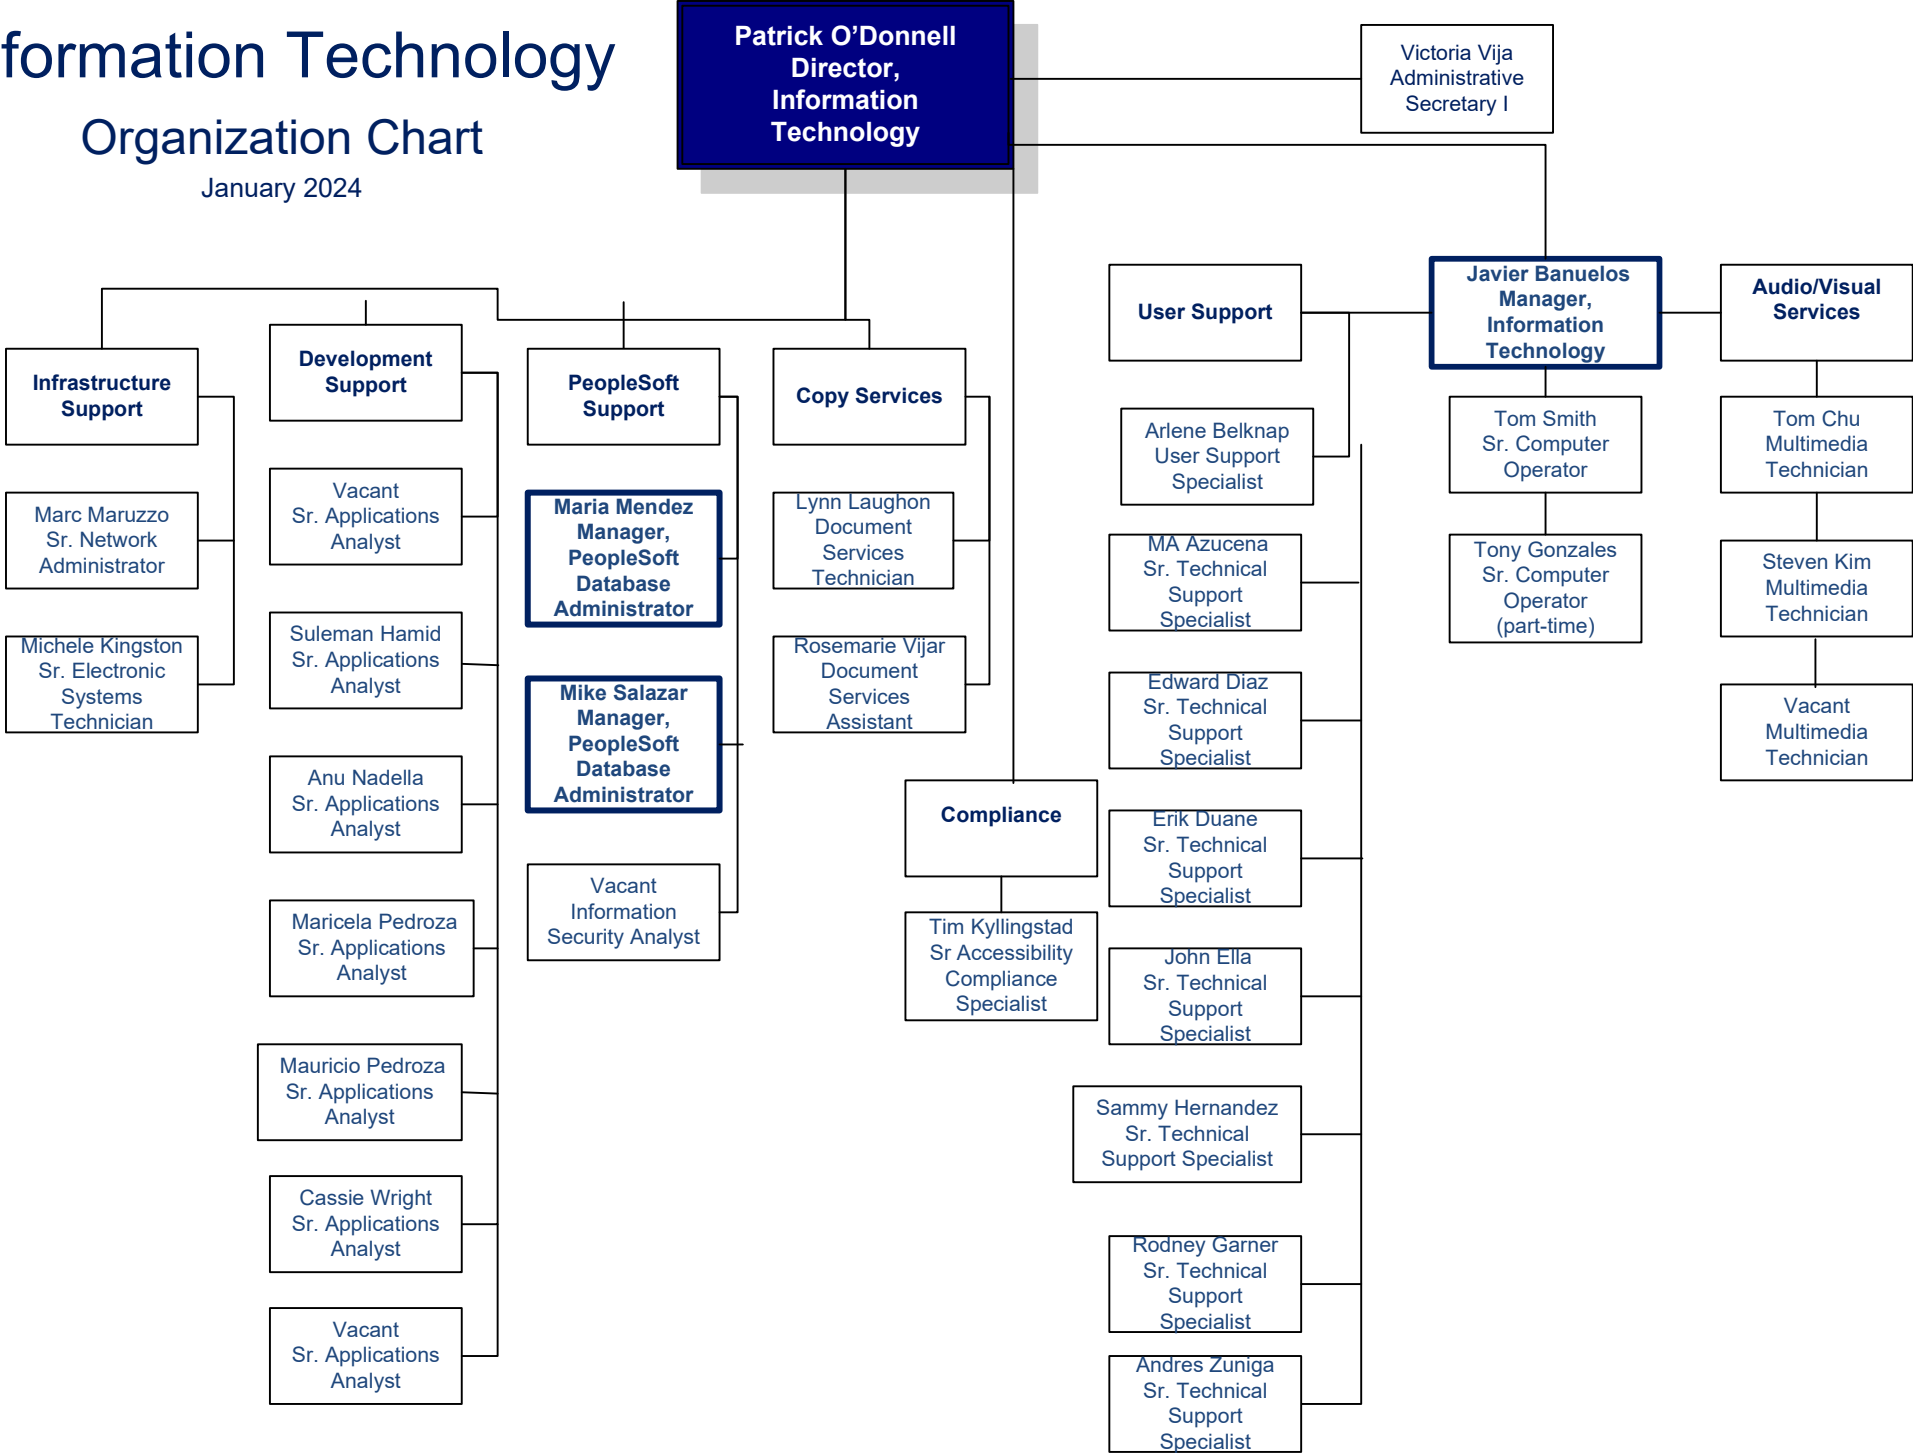 formation Technology
Organization Chart
January 2024
Patrick O’Donnell
Director,
Information
Technology
Victoria Vija
Administrative
Secretary I
Infrastructure
Support
Marc Maruzzo
Sr. Network
Administrator
Michele Kingston
Sr. Electronic
Systems
Technician
Development
Support
Vacant
Sr. Applications
Analyst
Suleman Hamid
Sr. Applications
Analyst
Anu Nadella
Sr. Applications
Analyst
Maricela Pedroza
Sr. Applications
Analyst
Mauricio Pedroza
Sr. Applications
Analyst
Cassie Wright
Sr. Applications
Analyst
Vacant
Sr. Applications
Analyst
PeopleSoft
Support
Maria Mendez
Manager,
PeopleSoft
Database
Administrator
Mike Salazar
Manager,
PeopleSoft
Database
Administrator
Vacant
Information
Security Analyst
Copy Services
Lynn Laughon
Document
Services
Technician
Rosemarie Vijar
Document
Services
Assistant
Compliance
Tim Kyllingstad
Sr Accessibility
Compliance
Specialist
User Support
Arlene Belknap
User Support
Specialist
MA Azucena
Sr. Technical
Support
Specialist
Edward Diaz
Sr. Technical
Support
Specialist
Erik Duane
Sr. Technical
Support
Specialist
John Ella
Sr. Technical
Support
Specialist
Sammy Hernandez
Sr. Technical
Support Specialist
Rodney Garner
Sr. Technical
Support
Specialist
Andres Zuniga
Sr. Technical
Support
Specialist
Javier Banuelos
Manager,
Information
Technology
Tom Smith
Sr. Computer
Operator
Tony Gonzales
Sr. Computer
Operator
(part-time)
Audio/Visual
Services
Tom Chu
Multimedia
Technician
Steven Kim
Multimedia
Technician
Vacant
Multimedia
Technician